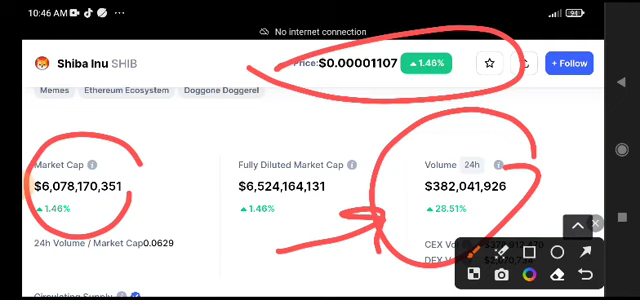 10:46 AM
94
No internet connection
Shiba Inu SHIB
Price:$0.00001107 1.46%
+ Follow
Memes Ethereum Ecosystem Doggone Doggerel
Market Cap Fully Diluted Market Cap Volume 24h
$6,078,170,351 $6,524,164,131 $382,041,926
1.46% 1.46% 28.51%
24h Volume / Market Cap 0.0629
CEX
DEX
Circulating Supply